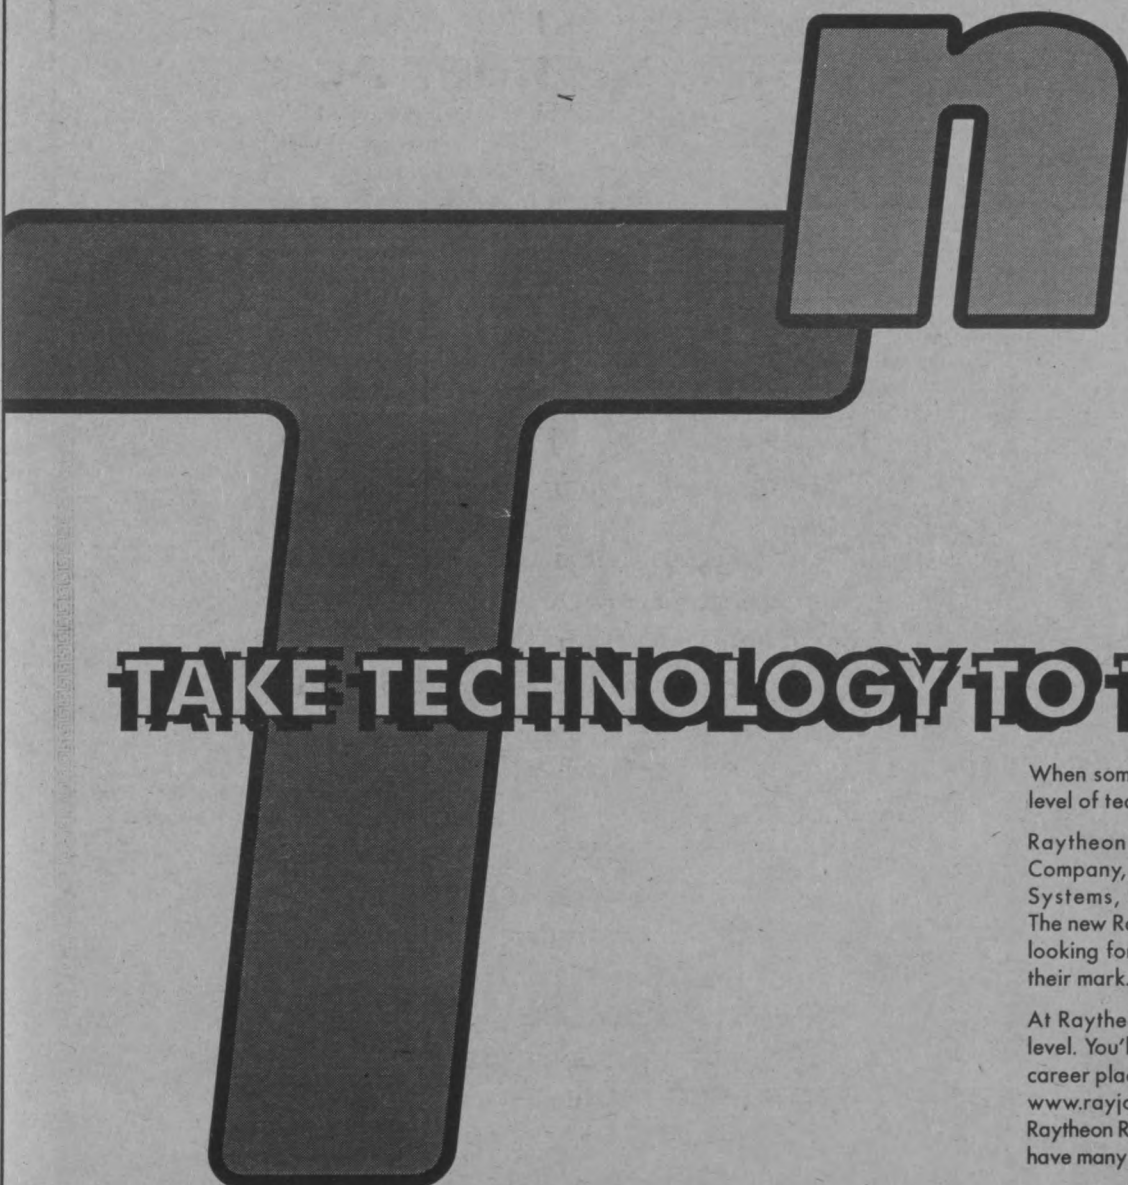 n
T
TAKE TECHNOLOGY TO
When som
level of tec
Raytheon
Company,
Systems,
The new Ra
looking for
their mark.
At Raythe
level. You'l
career plac
www.rayjo
Raytheon R
have many